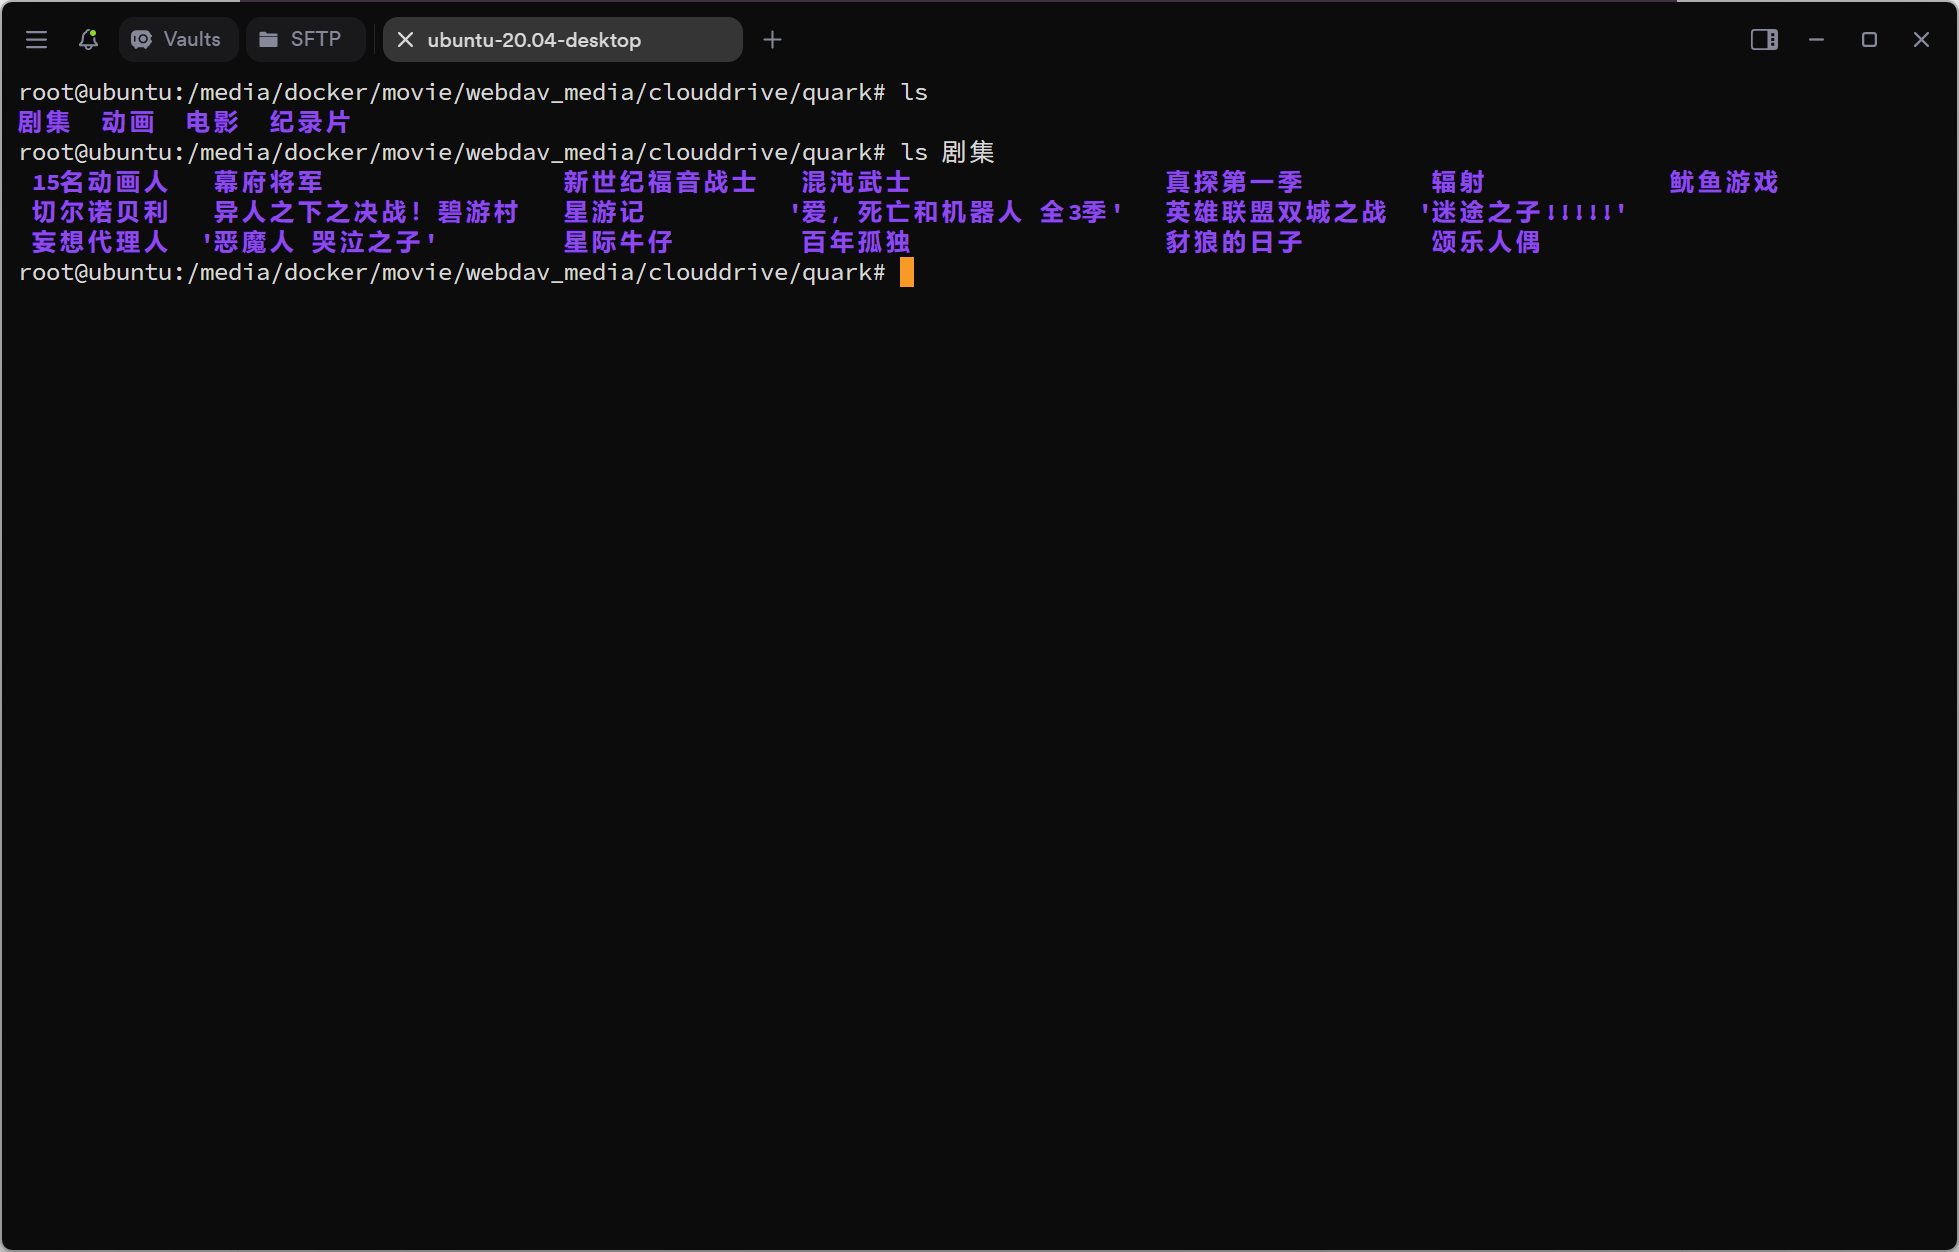 Vaults SFTP ubuntu-20.04-desktop
root@ubuntu:/media/docker/movie/webdav_media/clouddrive/quark# ls
剧集 动画 电影 纪录片
root@ubuntu:/media/docker/movie/webdav_media/clouddrive/quark# ls 剧集
15名动画人 幕府将军 新世纪福音战士 混沌武士 真探第一季 辐射 鱿鱼游戏
切尔诺贝利 异人之下之决战！碧游村 星游记 '爱，死亡和机器人 全3季' 英雄联盟双城之战 '迷途之子!!!!!'
妄想代理人 '恶魔人 哭泣之子' 星际牛仔 百年孤独 豺狼的日子 颂乐人偶
root@ubuntu:/media/docker/movie/webdav_media/clouddrive/quark#